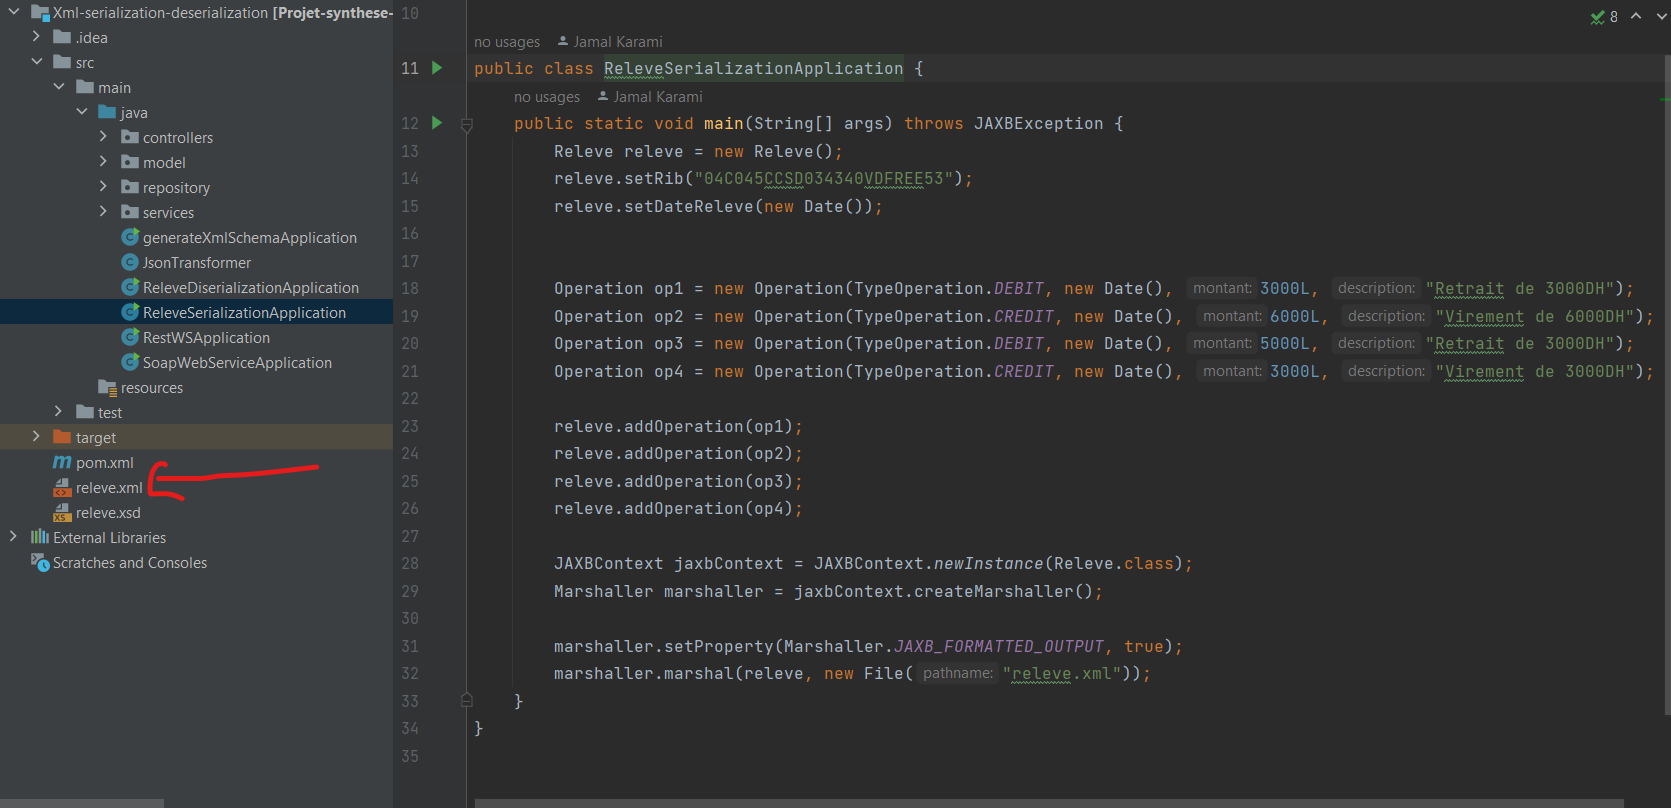 Xml-serialization-deserialization [Projet-synthese-
.idea
src
main
java
controllers
model
repository
services
generateXmlSchemaApplication
JsonTransformer
ReleveDiserializationApplication
ReleveSerializationApplication
RestWSApplication
SoapWebServiceApplication
resources
test
target
pom.xml
releve.xml
releve.xsd
External Libraries
Scratches and Consoles
8
10
no usages Jamal Karami
11 public class ReleveSerializationApplication {
no usages Jamal Karami
12 public static void main(String[] args) throws JAXBException {
13 Releve releve = new Releve();
14 releve.setRib("04C045CCSD034340VDFREE53");
15 releve.setDateReleve(new Date());
16
17
18 Operation op1 = new Operation(TypeOperation.DEBIT, new Date(), montant: 3000L, description: "Retrait de 3000DH");
19 Operation op2 = new Operation(TypeOperation.CREDIT, new Date(), montant: 6000L, description: "Virement de 6000DH");
20 Operation op3 = new Operation(TypeOperation.DEBIT, new Date(), montant: 5000L, description: "Retrait de 3000DH");
21 Operation op4 = new Operation(TypeOperation.CREDIT, new Date(), montant: 3000L, description: "Virement de 3000DH");
22
23 releve.addOperation(op1);
24 releve.addOperation(op2);
25 releve.addOperation(op3);
26 releve.addOperation(op4);
27
28 JAXBContext jaxbContext = JAXBContext.newInstance(Releve.class);
29 Marshaller marshaller = jaxbContext.createMarshaller();
30
31 marshaller.setProperty(Marshaller.JAXB_FORMATTED_OUTPUT, true);
32 marshaller.marshal(releve, new File( pathname: "releve.xml"));
33 }
34 }
35